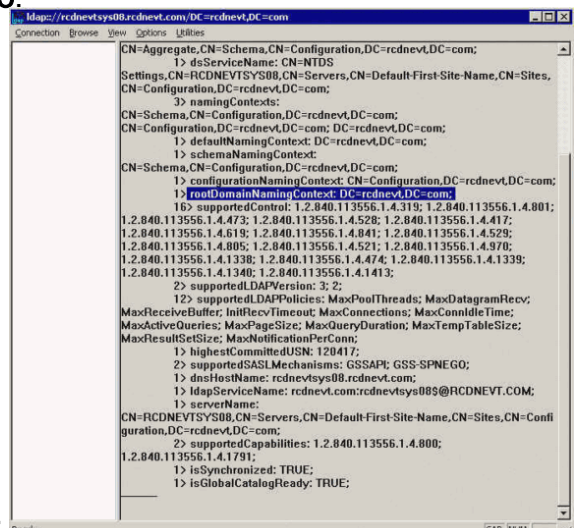 ldap://rcdnevtsys08.rcdnevt.com/DC=rcdnevt,DC=com
Connection Browse View Options Utilities
CN=Aggregate,CN=Schema,CN=Configuration,DC=rcdnevt,DC=com;
1> dsServiceName: CN=NTDS
Settings,CN=RCDNEVTSYS08,CN=Servers,CN=Default-First-Site-Name,CN=Sites,
CN=Configuration,DC=rcdnevt,DC=com;
3> namingContexts:
CN=Schema,CN=Configuration,DC=rcdnevt,DC=com;
CN=Configuration,DC=rcdnevt,DC=com; DC=rcdnevt,DC=com;
1> defaultNamingContext: DC=rcdnevt,DC=com;
1> schemaNamingContext:
CN=Schema,CN=Configuration,DC=rcdnevt,DC=com;
1> configurationNamingContext: CN=Configuration,DC=rcdnevt,DC=com;
1> rootDomainNamingContext: DC=rcdnevt,DC=com;
16> supportedControl: 1.2.840.113556.1.4.319; 1.2.840.113556.1.4.801;
1.2.840.113556.1.4.473; 1.2.840.113556.1.4.528; 1.2.840.113556.1.4.417;
1.2.840.113556.1.4.619; 1.2.840.113556.1.4.841; 1.2.840.113556.1.4.529;
1.2.840.113556.1.4.805; 1.2.840.113556.1.4.521; 1.2.840.113556.1.4.970;
1.2.840.113556.1.4.1338; 1.2.840.113556.1.4.474; 1.2.840.113556.1.4.1339;
1.2.840.113556.1.4.1340; 1.2.840.113556.1.4.1413;
2> supportedLDAPVersion: 3; 2;
12> supportedLDAPPolicies: MaxPoolThreads; MaxDatagramRecv;
MaxReceiveBuffer; InitRecvTimeout; MaxConnections; MaxConnIdleTime;
MaxActiveQueries; MaxPageSize; MaxQueryDuration; MaxTempTableSize;
MaxResultSetSize; MaxNotificationPerConn;
1> highestCommittedUSN: 120417;
2> supportedSASLMechanisms: GSSAPI; GSS-SPNEGO;
1> dnsHostName: rcdnevtsys08.rcdnevt.com;
1> ldapServiceName: rcdnevt.com:rcdnevtsys08$@RCDNEVT.COM;
1> serverName:
CN=RCDNEVTSYS08,CN=Servers,CN=Default-First-Site-Name,CN=Sites,CN=Confi
guration,DC=rcdnevt,DC=com;
2> supportedCapabilities: 1.2.840.113556.1.4.800;
1.2.840.113556.1.4.1791;
1> isSynchronized: TRUE;
1> isGlobalCatalogReady: TRUE;